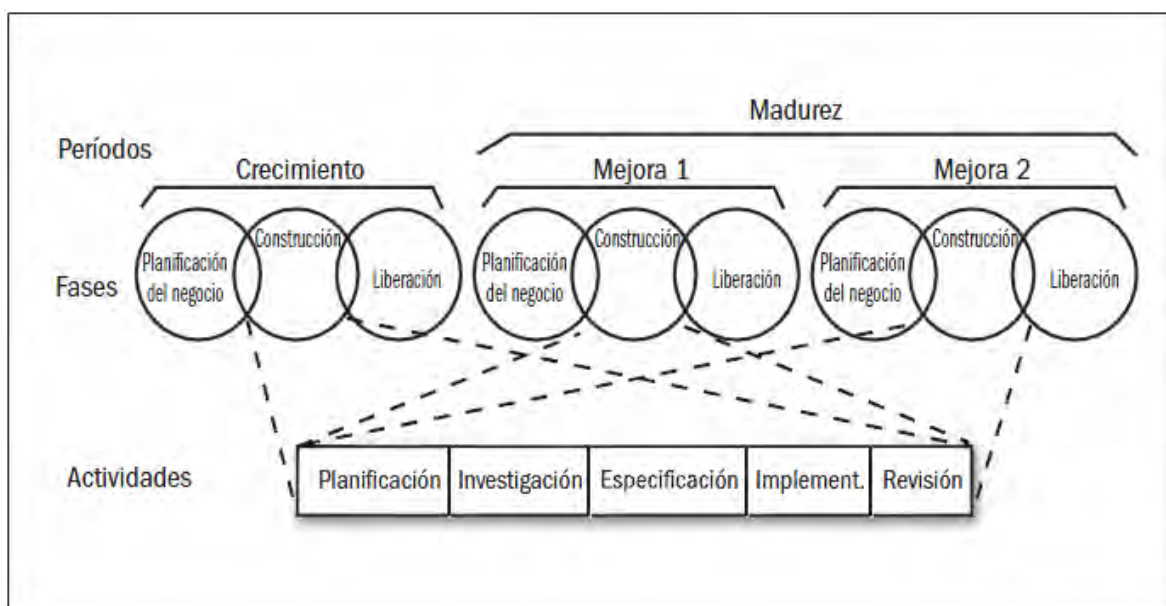 Madurez
Períodos
Crecimiento
Mejora 1
Mejora 2
Fases
Planificación
del negocio
Construcción
Liberación
Planificación
del negocio
Construcción
Liberación
Planificación
del negocio
Construcción
Liberación
Actividades
Planificación
Investigación
Especificación
Implement.
Revisión